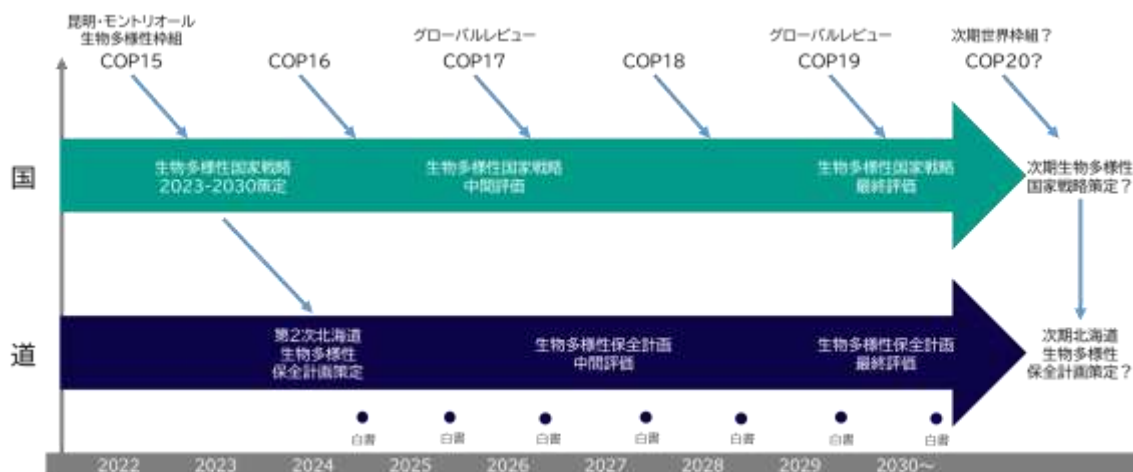 昆明・モントリオール
生物多様性枠組
COP15
COP16
グローバルレビュー
COP17
COP18
グローバルレビュー
COP19
次期世界枠組？
COP20?
国
生物多様性国家戦略
2023-2030策定
生物多様性国家戦略
中間評価
生物多様性国家戦略
最終評価
次期生物多様性
国家戦略策定？
道
第2次北海道
生物多様性
保全計画策定
生物多様性保全計画
中間評価
生物多様性保全計画
最終評価
次期北海道
生物多様性
保全計画策定？
白書
白書
白書
白書
白書
白書
白書
2022
2023
2024
2025
2026
2027
2028
2029
2030～